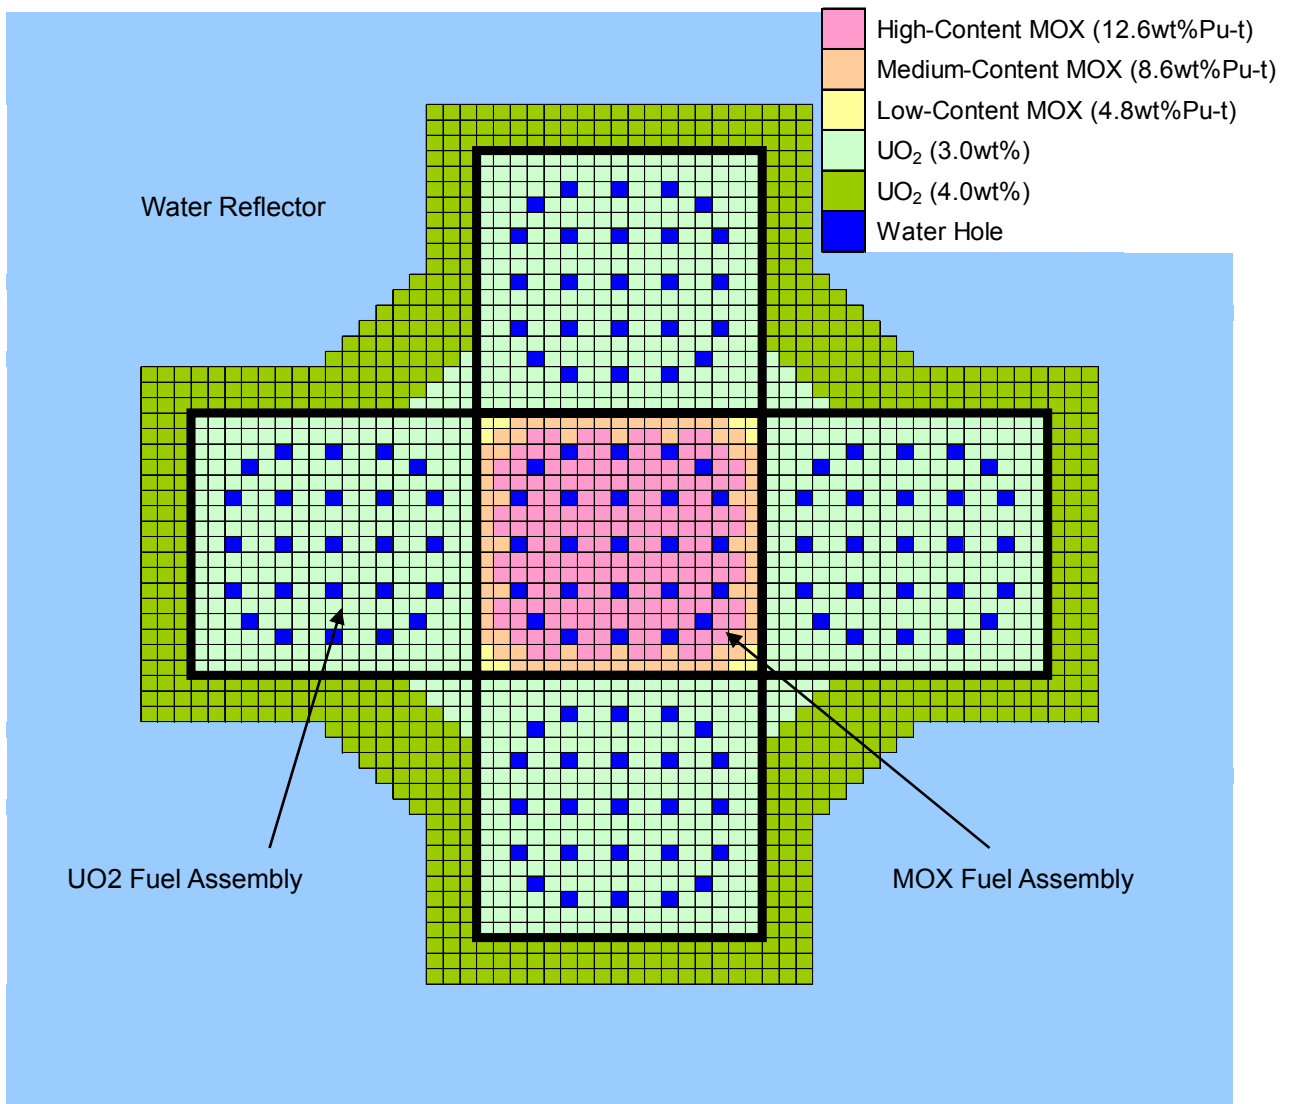 High-Content MOX (12.6wt%Pu-t)
Medium-Content MOX (8.6wt%Pu-t)
Low-Content MOX (4.8wt%Pu-t)
UO₂ (3.0wt%)
UO₂ (4.0wt%)
Water Hole
Water Reflector
UO2 Fuel Assembly
MOX Fuel Assembly